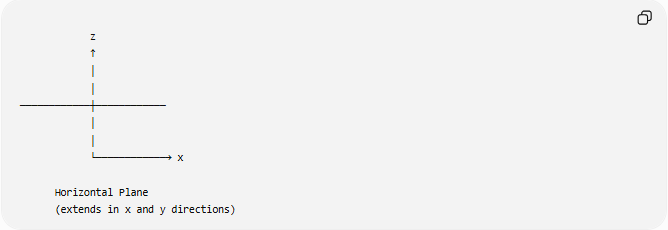 z
x
Horizontal Plane
(extends in x and y directions)